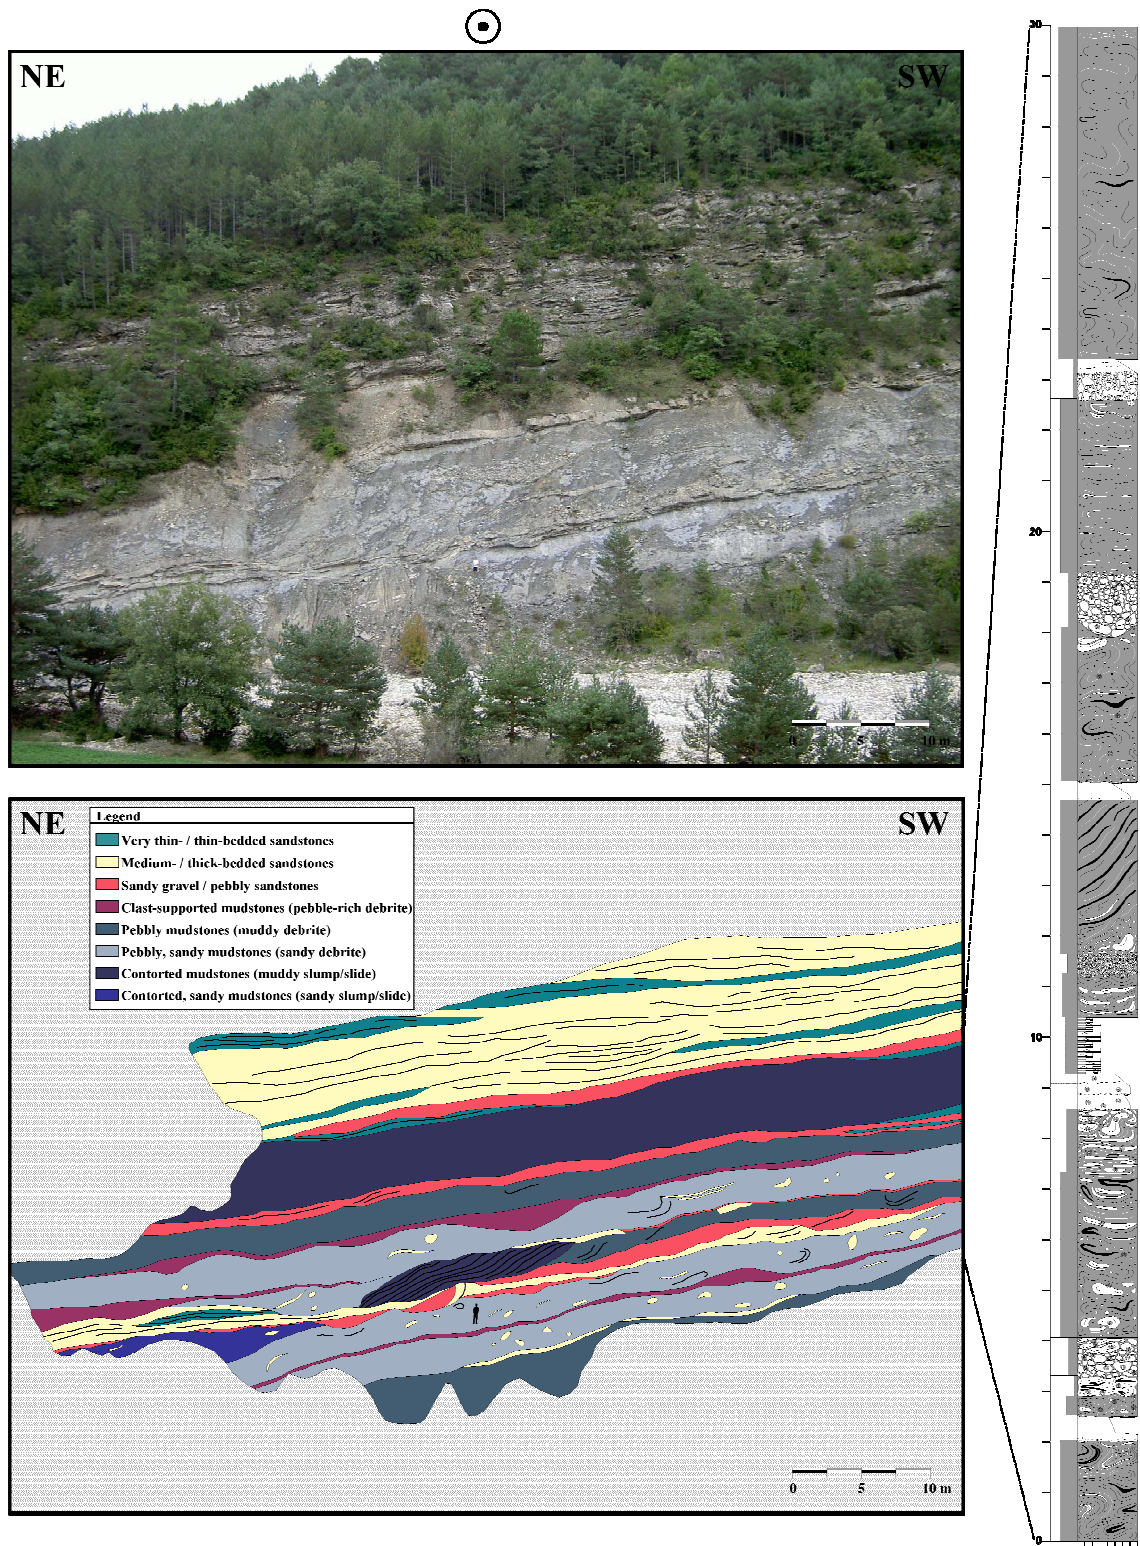 NE
SW
0
5
10 m
NE
SW
Legend
Very thin- / thin-bedded sandstones
Medium- / thick-bedded sandstones
Sandy gravel / pebbly sandstones
Clast-supported mudstones (pebble-rich debrite)
Pebbly mudstones (muddy debrite)
Pebbly, sandy mudstones (sandy debrite)
Contorted mudstones (muddy slump/slide)
Contorted, sandy mudstones (sandy slump/slide)
0
5
10 m
30
20
10
0